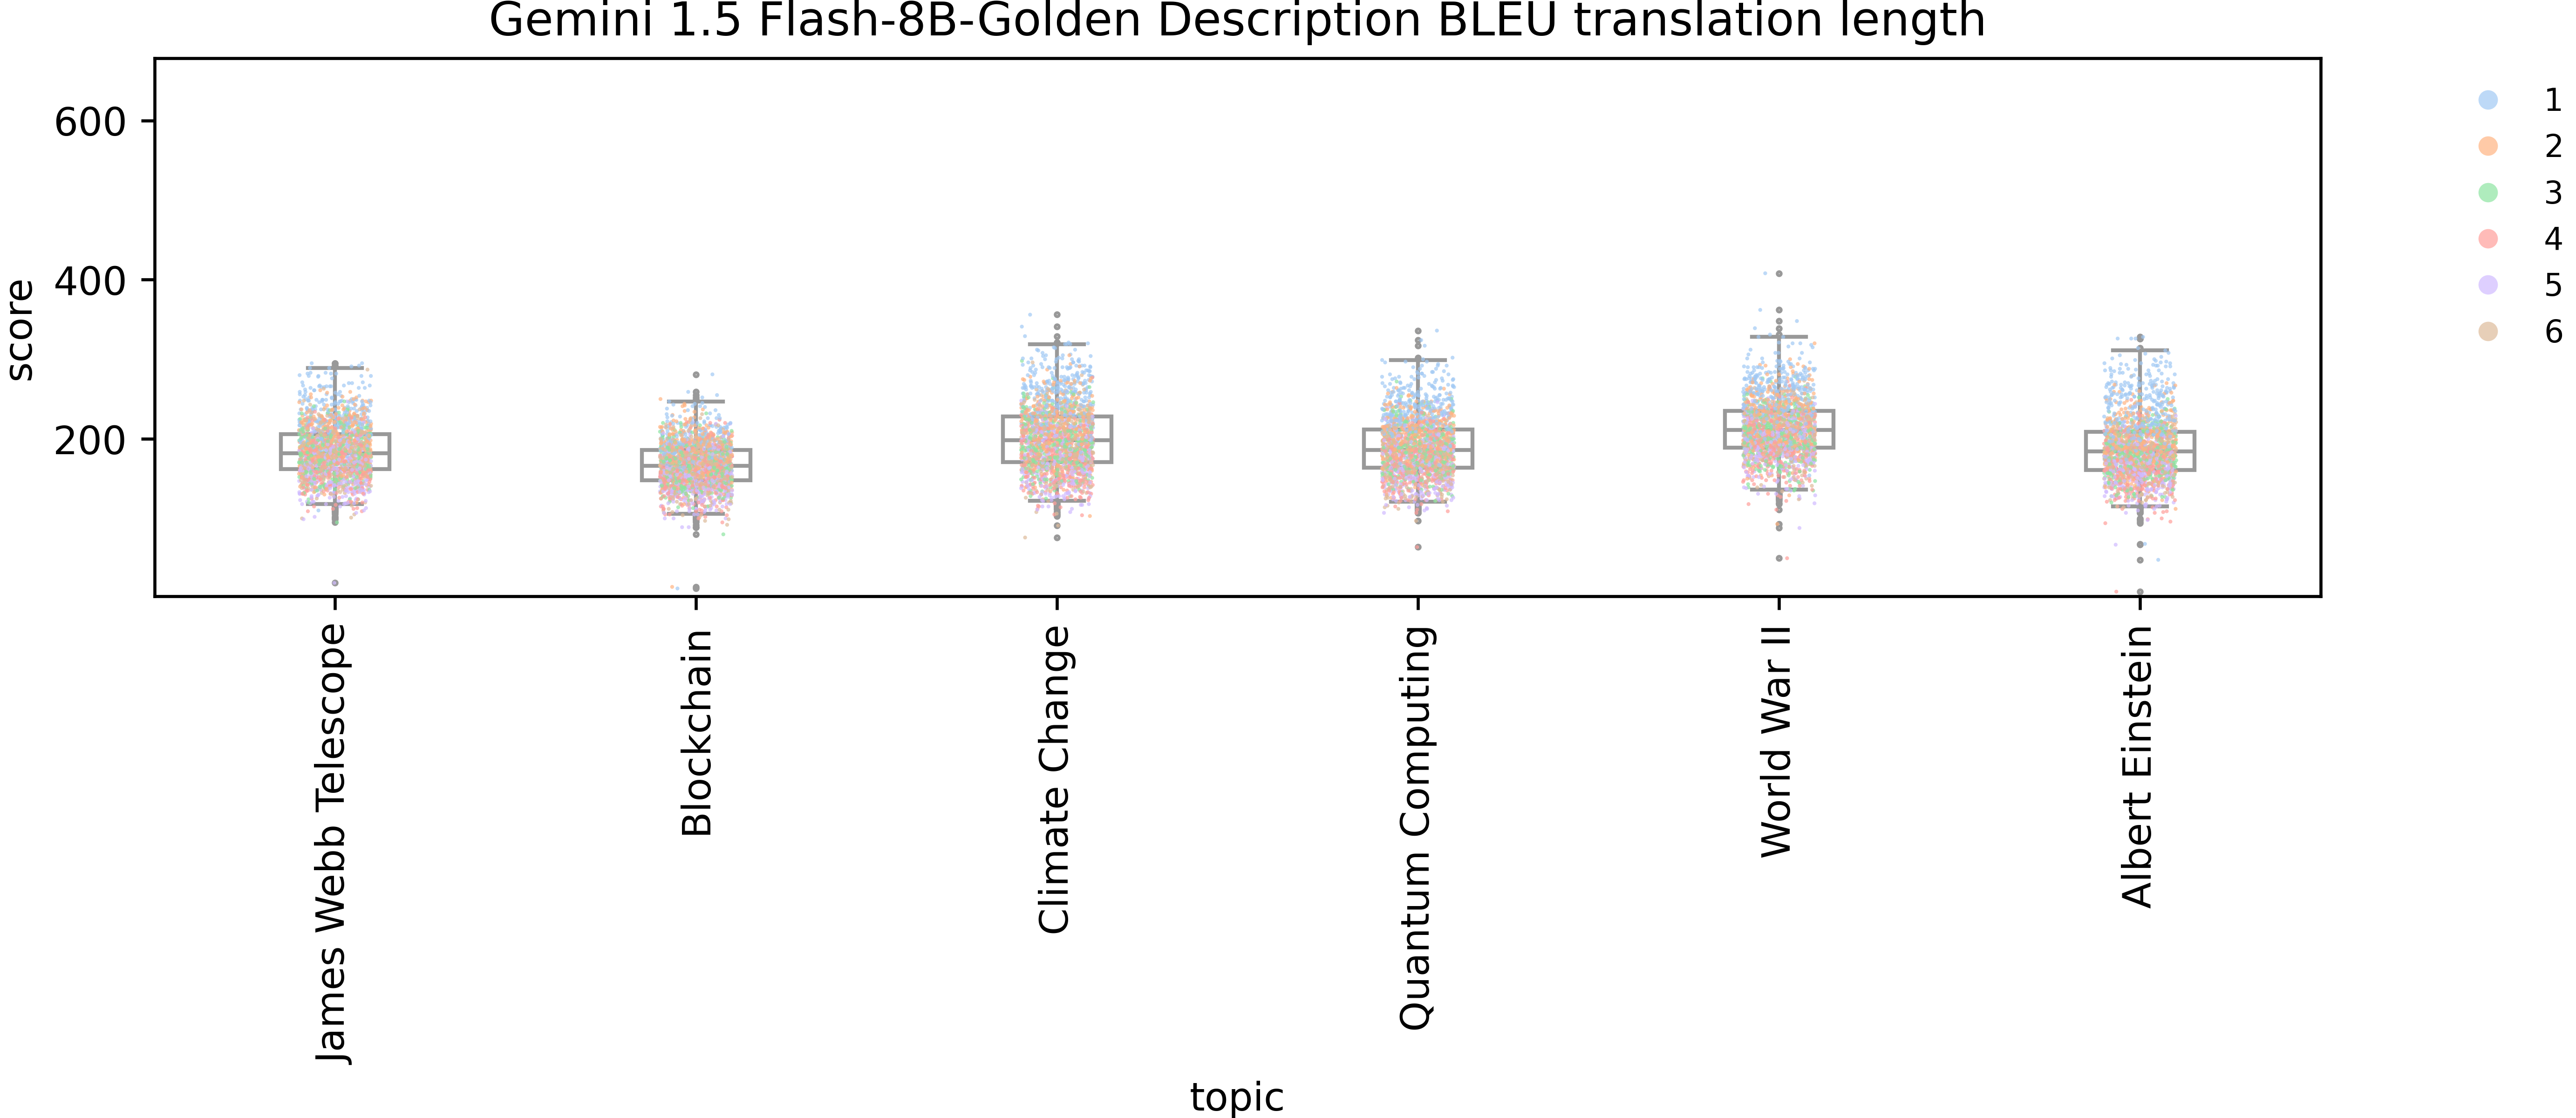 Gemini 1.5 Flash-8B-Golden Description BLEU translation length
score
600
400
200
1
2
3
4
5
6
James Webb Telescope
Blockchain
Climate Change
Quantum Computing
World War II
Albert Einstein
topic